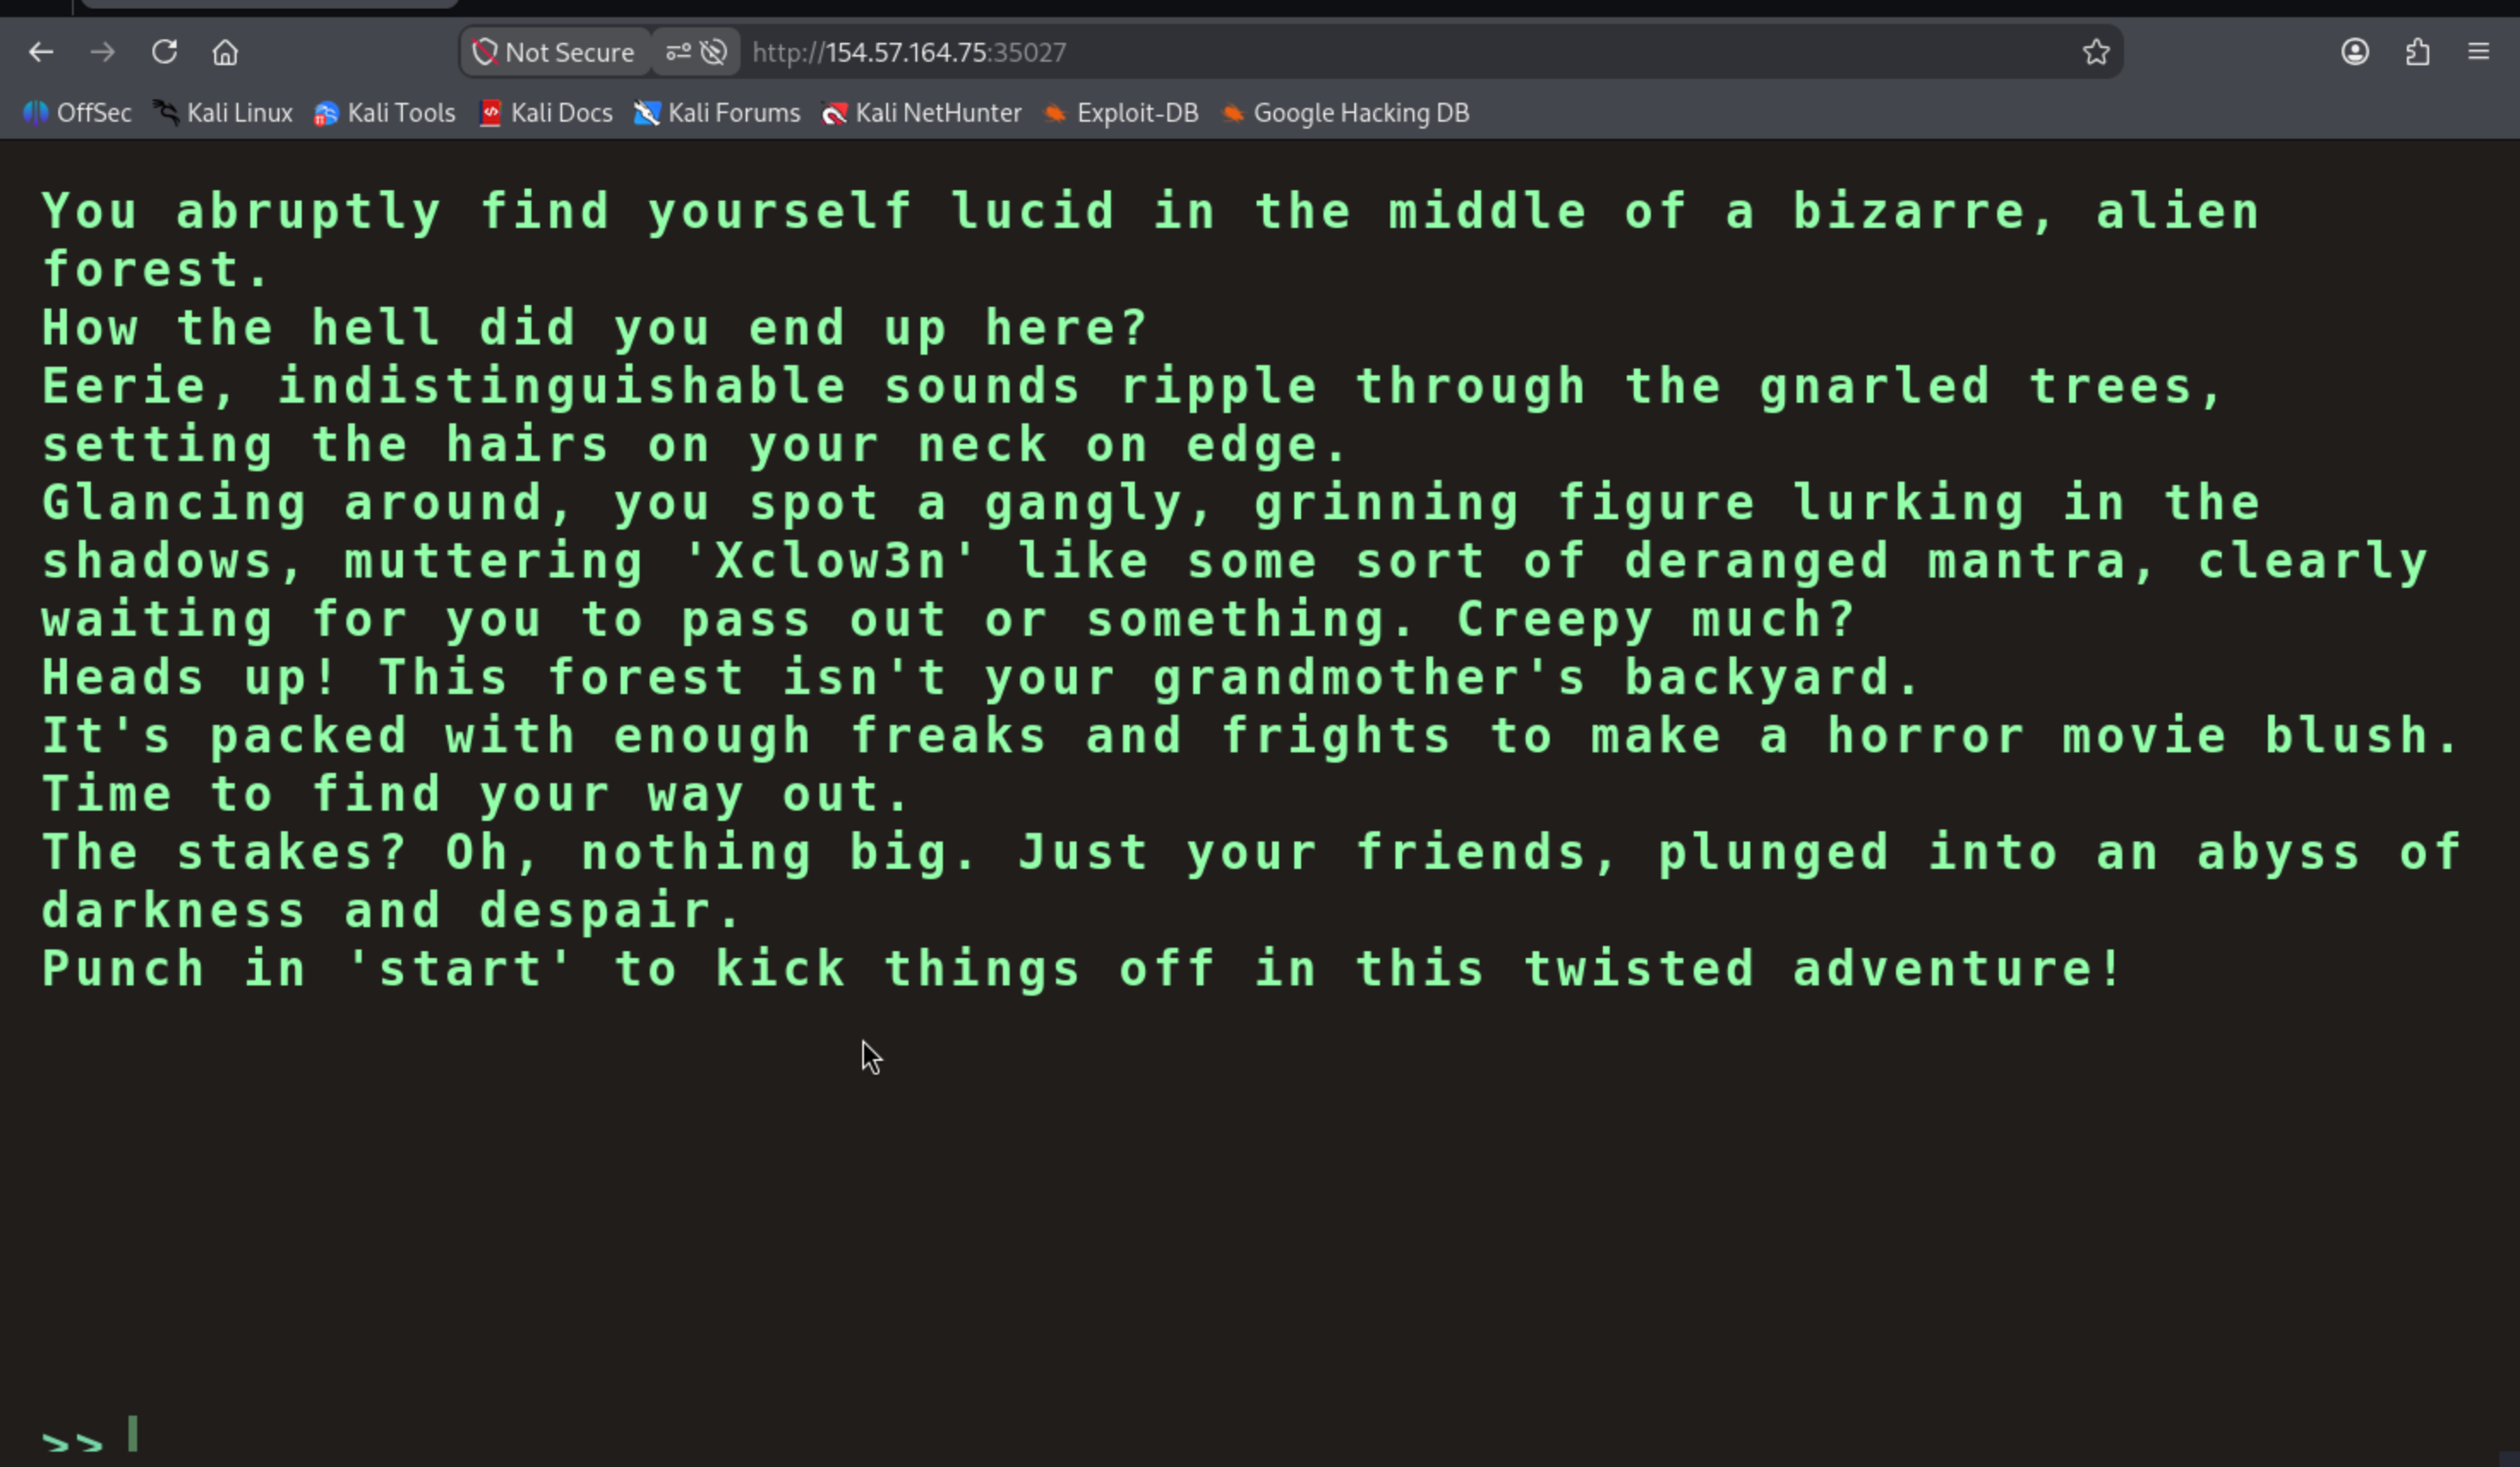 Not Secure
http://154.57.164.75:35027
OffSec
Kali Linux
Kali Tools
Kali Docs
Kali Forums
Kali NetHunter
Exploit-DB
Google Hacking DB
You abruptly find yourself lucid in the middle of a bizarre, alien
forest.
How the hell did you end up here?
Eerie, indistinguishable sounds ripple through the gnarled trees,
setting the hairs on your neck on edge.
Glancing around, you spot a gangly, grinning figure lurking in the
shadows, muttering 'Xclow3n' like some sort of deranged mantra, clearly
waiting for you to pass out or something. Creepy much?
Heads up! This forest isn't your grandmother's backyard.
It's packed with enough freaks and frights to make a horror movie blush.
Time to find your way out.
The stakes? Oh, nothing big. Just your friends, plunged into an abyss of
darkness and despair.
Punch in 'start' to kick things off in this twisted adventure!
>>